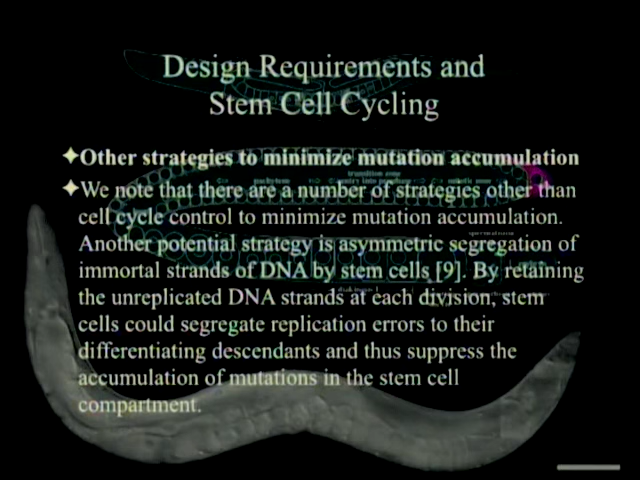 Design Requirements and
Stem Cell Cycling
✦Other strategies to minimize mutation accumulation
✦We note that there are a number of strategies other than
cell cycle control to minimize mutation accumulation.
Another potential strategy is asymmetric segregation of
immortal strands of DNA by stem cells [9]. By retaining
the unreplicated DNA strands at each division, stem
cells could segregate replication errors to their
differentiating descendants and thus suppress the
accumulation of mutations in the stem cell
compartment.
transition zone